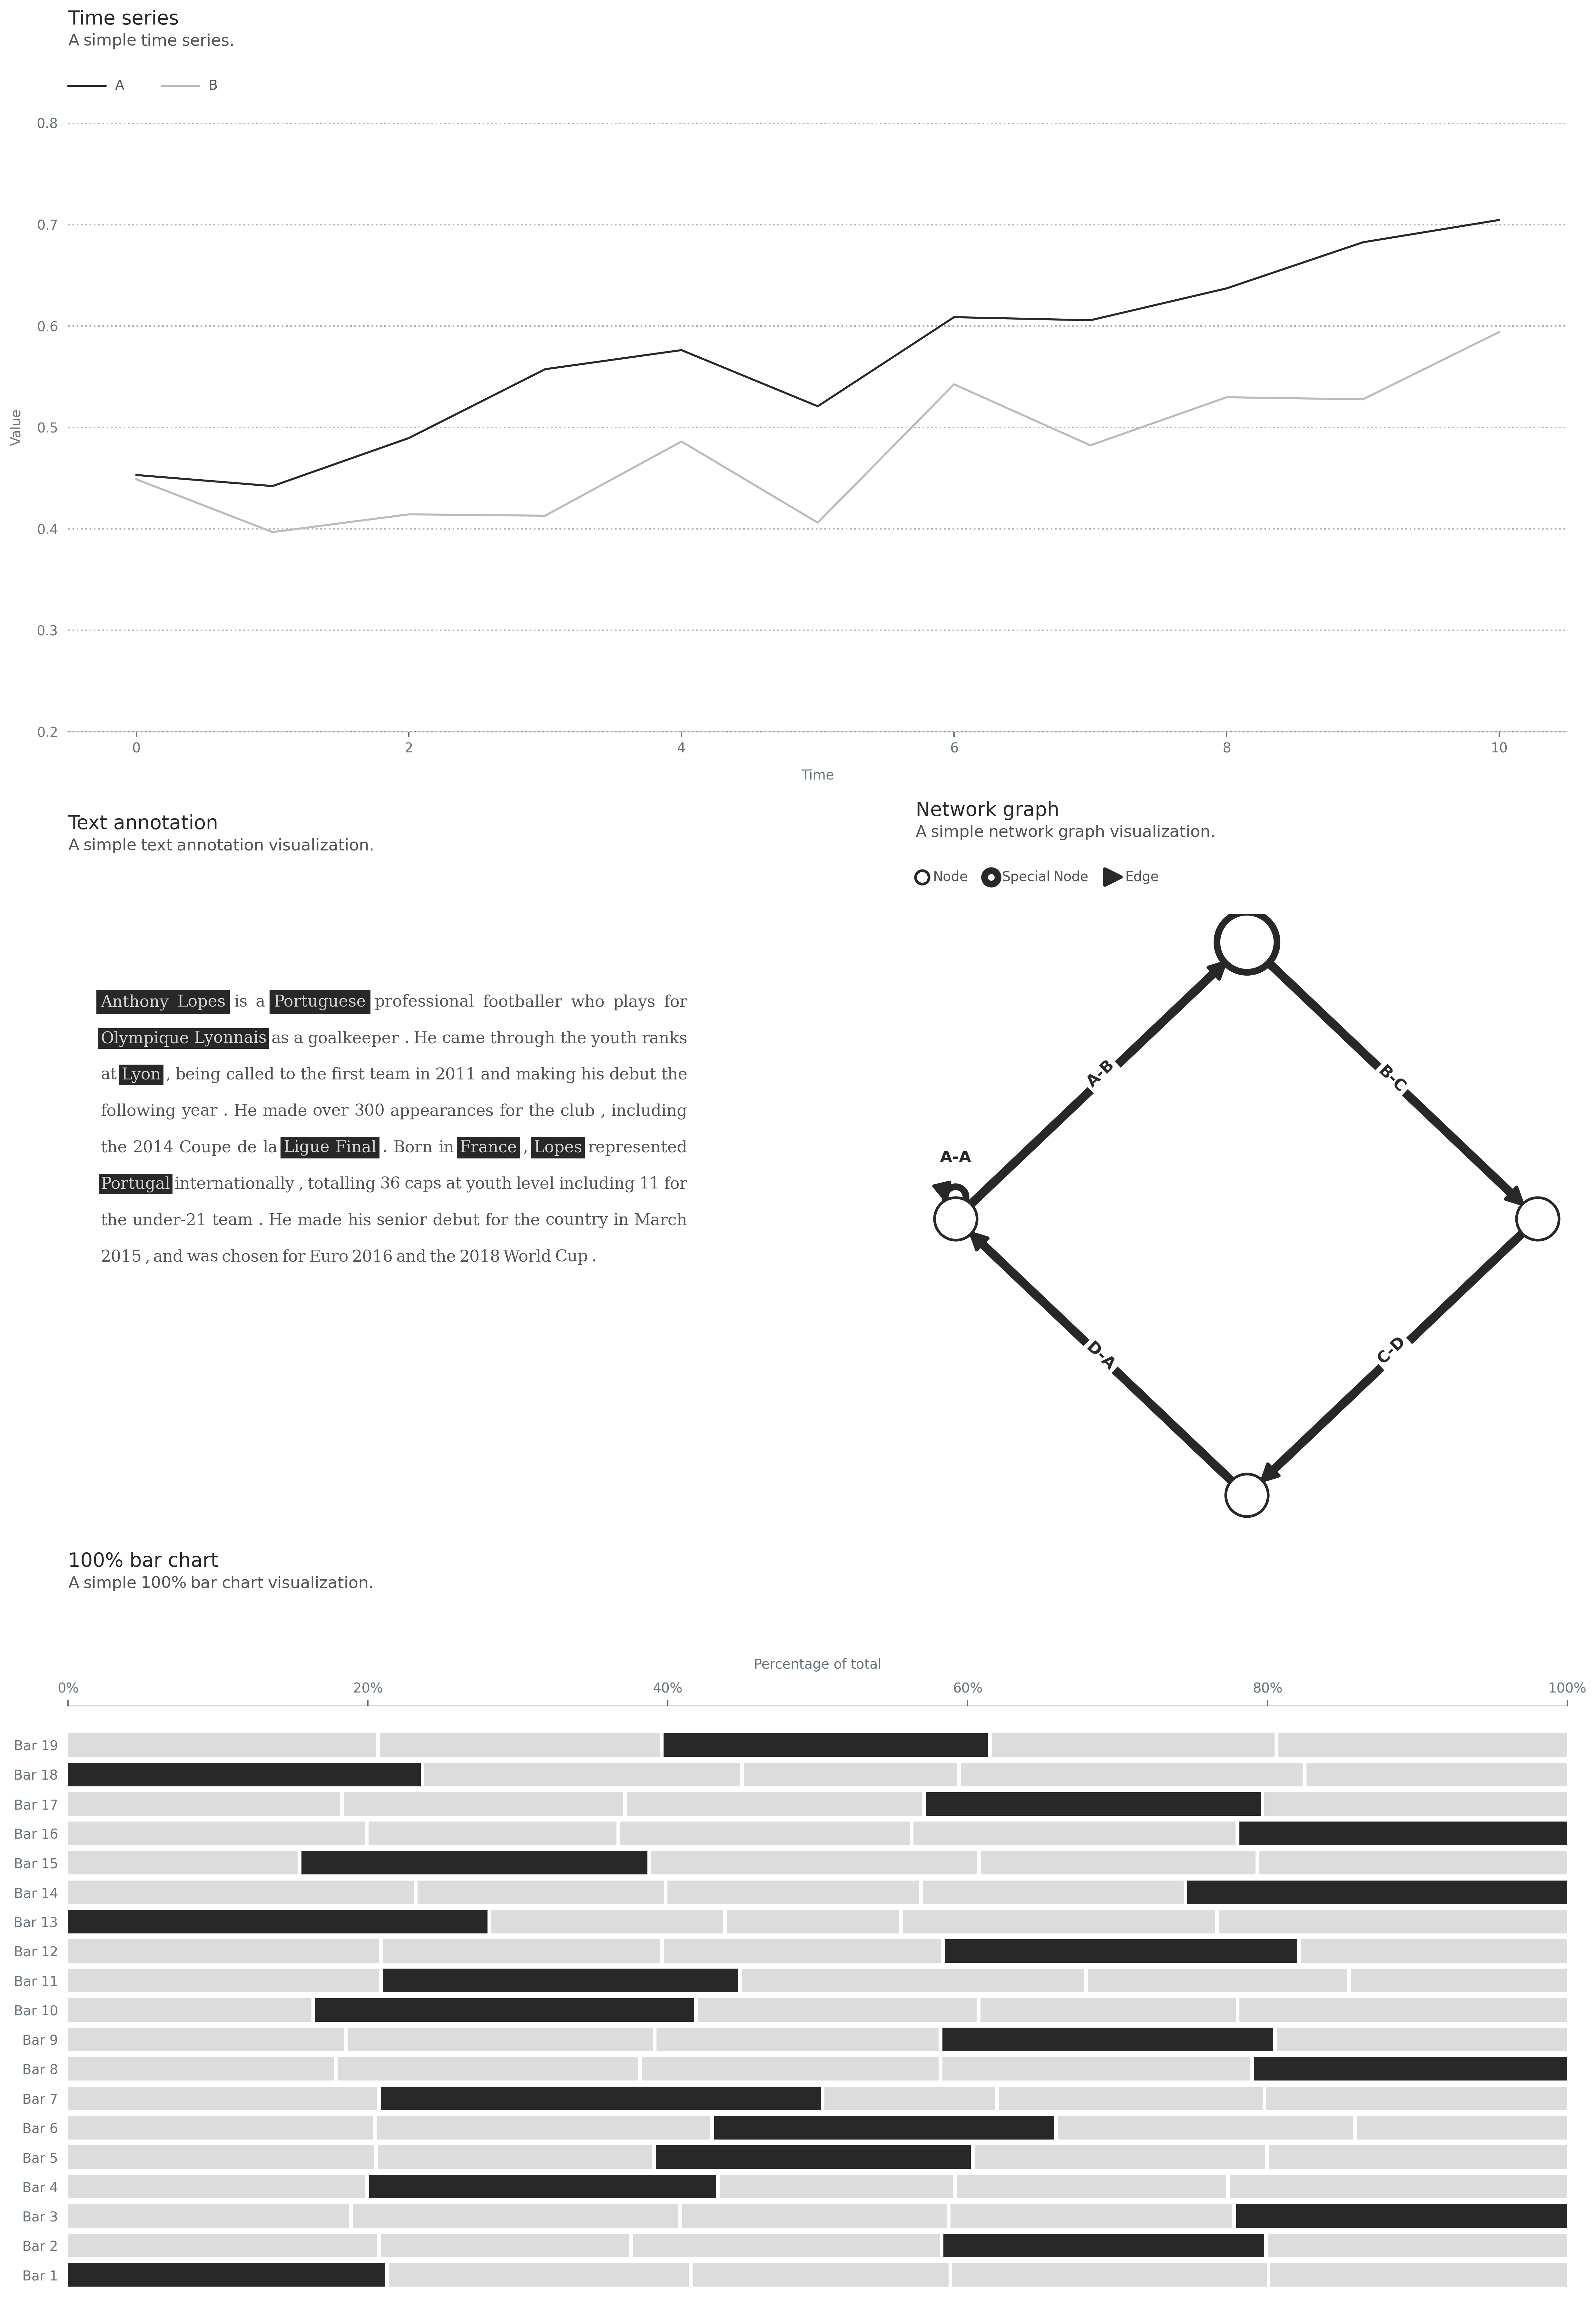 Time series
A simple time series.
A B
0.8
0.7
0.6
0.5
0.4
0.3
0.2
Value
0 2 4 6 8 10
Time
Text annotation
A simple text annotation visualization.
Anthony Lopes is a Portuguese professional footballer who plays for
Olympique Lyonnais as a goalkeeper . He came through the youth ranks
at Lyon , being called to the first team in 2011 and making his debut the
following year . He made over 300 appearances for the club , including
the 2014 Coupe de la Ligue Final . Born in France , Lopes represented
Portugal internationally , totalling 36 caps at youth level including 11 for
the under-21 team . He made his senior debut for the country in March
2015 , and was chosen for Euro 2016 and the 2018 World Cup .
Network graph
A simple network graph visualization.
Node Special Node Edge
A-B
B-C
A-A
D-A
C-D
100% bar chart
A simple 100% bar chart visualization.
Percentage of total
0% 20% 40% 60% 80% 100%
Bar 19
Bar 18
Bar 17
Bar 16
Bar 15
Bar 14
Bar 13
Bar 12
Bar 11
Bar 10
Bar 9
Bar 8
Bar 7
Bar 6
Bar 5
Bar 4
Bar 3
Bar 2
Bar 1